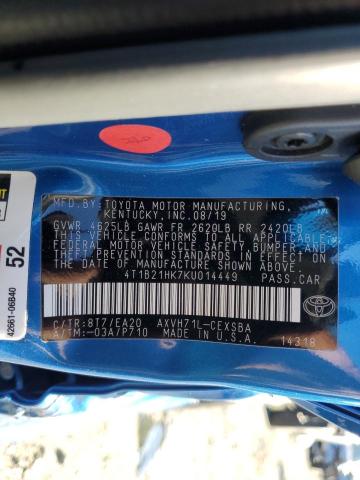 MFD.BY: TOYOTA MOTOR MANUFACTURING,
KENTUCKY, INC. 08/19
GVWR 4625LB GAWR FR 2620LB RR 2420LB
THIS VEHICLE CONFORMS TO ALL APPLICABLE
FEDERAL MOTOR VEHICLE SAFETY, BUMPER AND
THEFT PREVENTION STANDARDS IN EFFECT ON
THE DATE OF MANUFACTURE SHOWN ABOVE.
4T1B21HK7KU014449 PASS.CAR
C/TR:8T7/EA20 AXVH71L-CEXSBA
A/TM:-03A/P710 MADE IN U.S.A. 14318
TOYOTA
52
42661-06B40